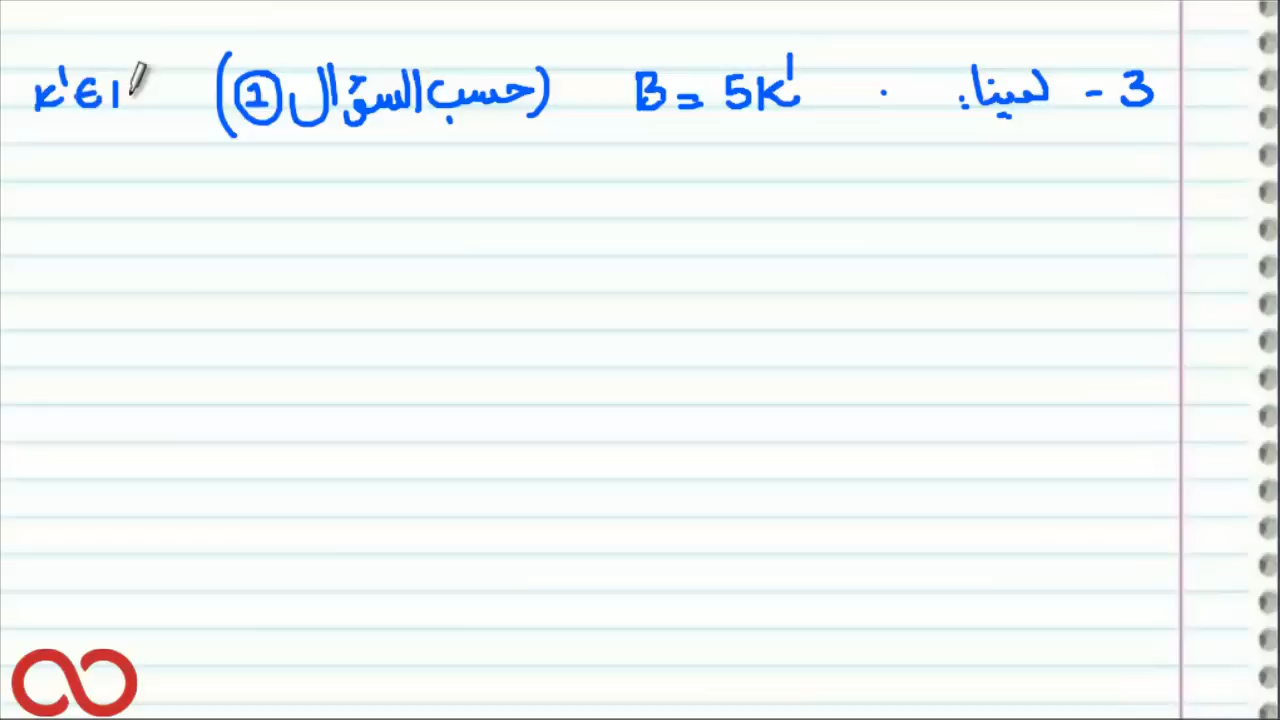 3 - لدينا: . B = 5K' (حسب السؤال 1) K' ∈ I